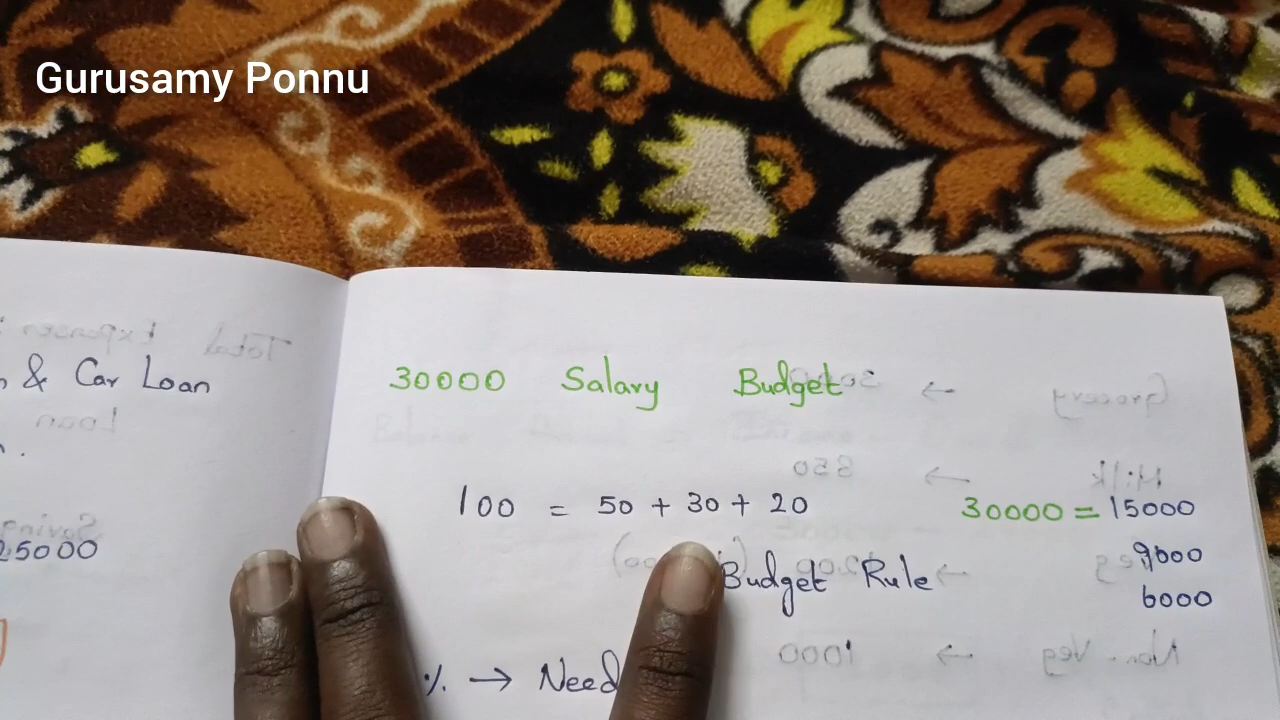 Gurusamy Ponnu
& Car Loan
25000
30000 Salary Budget
100 = 50 + 30 + 20
30000 = 15000
9000
6000
Budget Rule
% → Need